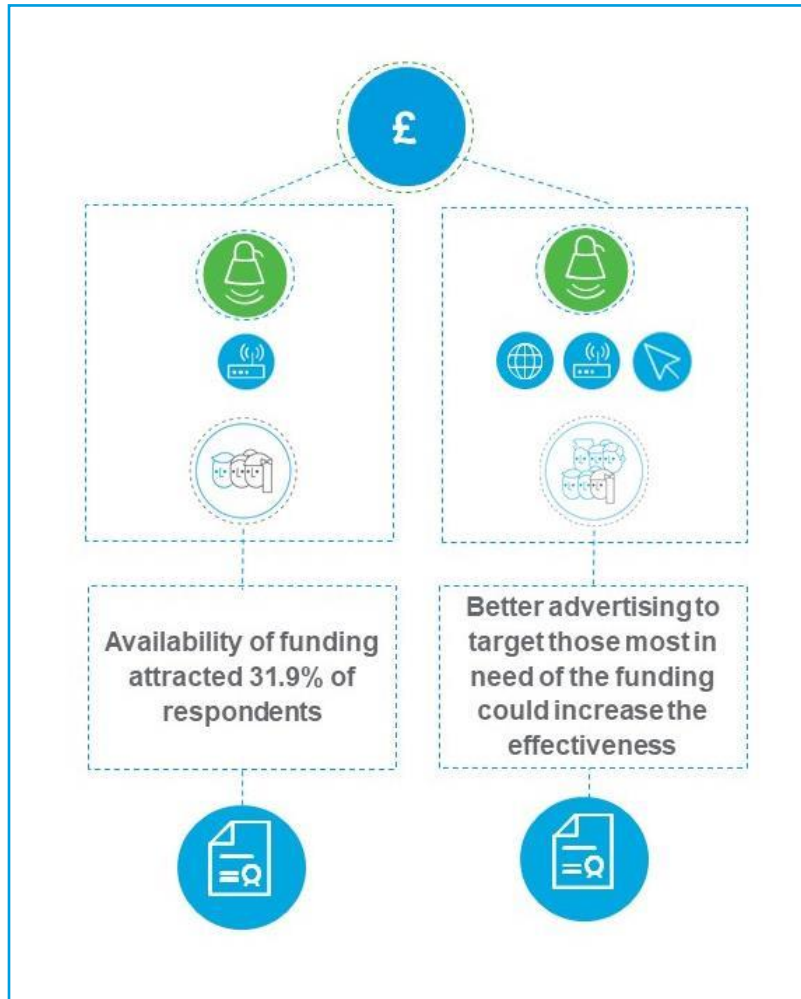 £
Availability of funding
attracted 31.9% of
respondents
Better advertising to
target those most in
need of the funding
could increase the
effectiveness